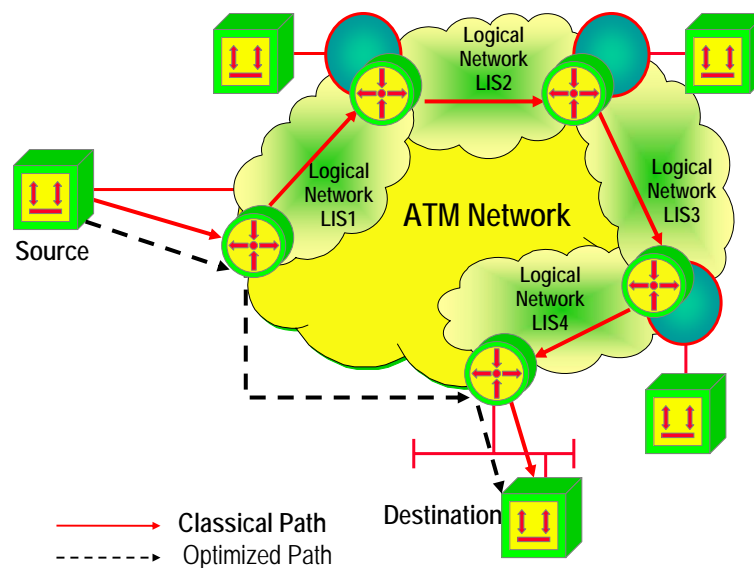 Logical
Network
LIS2
Logical
Network
LIS1
Logical
Network
LIS3
ATM Network
Source
Logical
Network
LIS4
Destination
Classical Path
Optimized Path